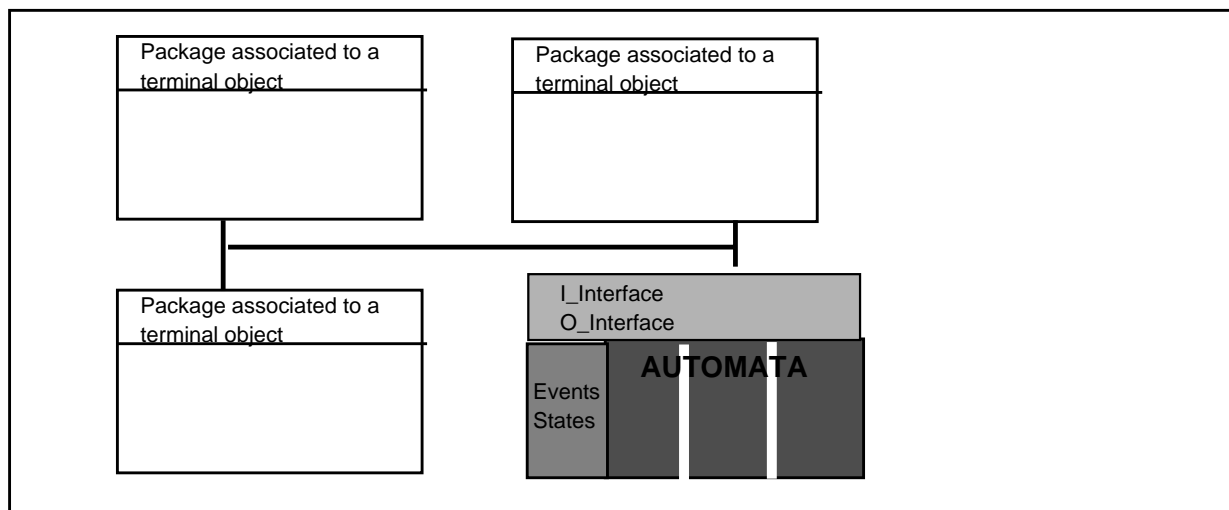 Package associated to a
terminal object
Package associated to a
terminal object
Package associated to a
terminal object
I_Interface
O_Interface
AUTOMATA
Events
States